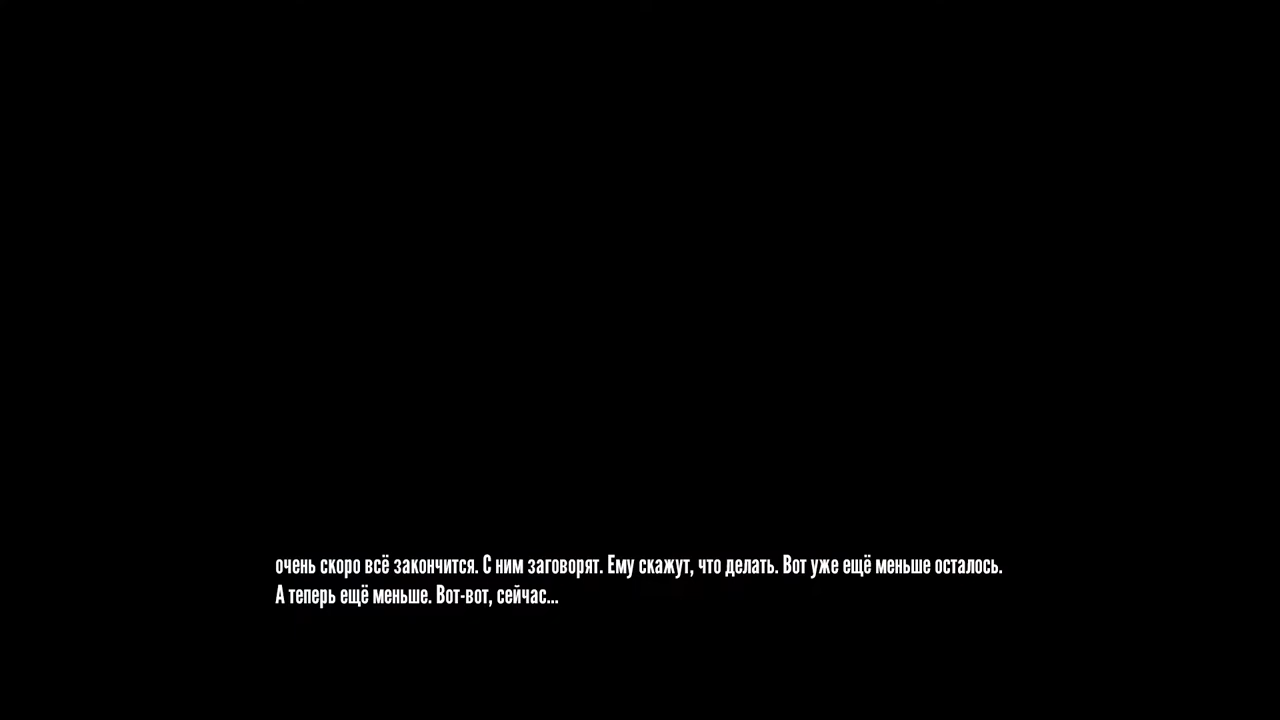 очень скоро всё закончится. С ним заговорят. Ему скажут, что делать. Вот уже ещё меньше осталось.
А теперь ещё меньше. Вот-вот, сейчас...